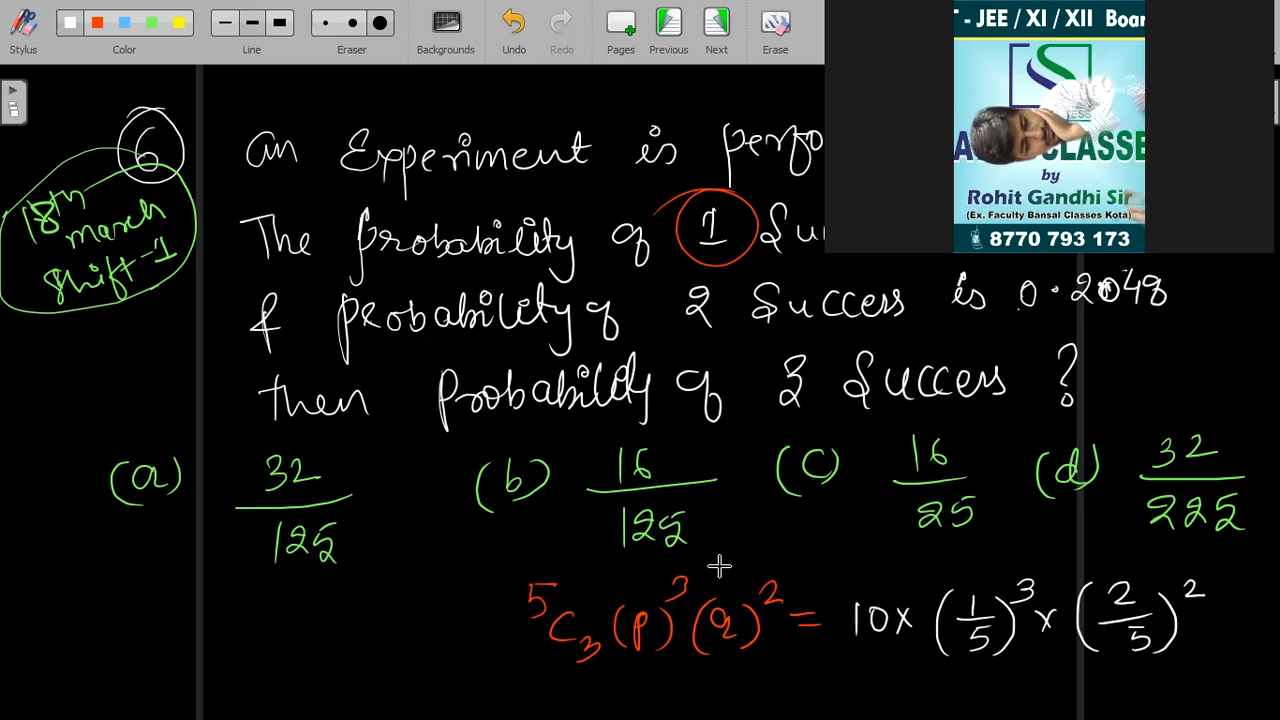 Stylus Color Line Eraser Backgrounds Undo Redo Pages Previous Next Erase
- JEE / XI / XII Boar
S
CLASSE
by
Rohit Gandhi Sir
(Ex. Faculty Bansal Classes Kota)
8770 793 173
6
18th
march
shift-1
an Experiment is perfo
The probability of 1 Su
& probability of 2 Success is 0.2048
then probability of 3 Success ?
(a) 32/125 (b) 16/125 (c) 16/25 (d) 32/225
⁵C₃ (p)³ (q)² = 10 × (1/5)³ × (2/5)²